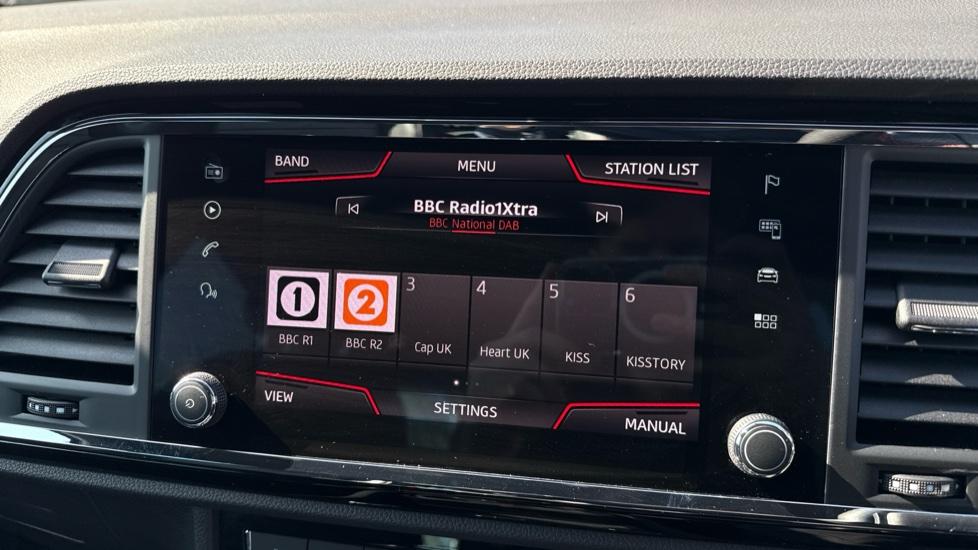 BAND MENU STATION LIST
BBC Radio1Xtra
BBC National DAB
1 2 3 4 5 6
BBC R1 BBC R2 Cap UK Heart UK KISS KISSTORY
VIEW SETTINGS MANUAL